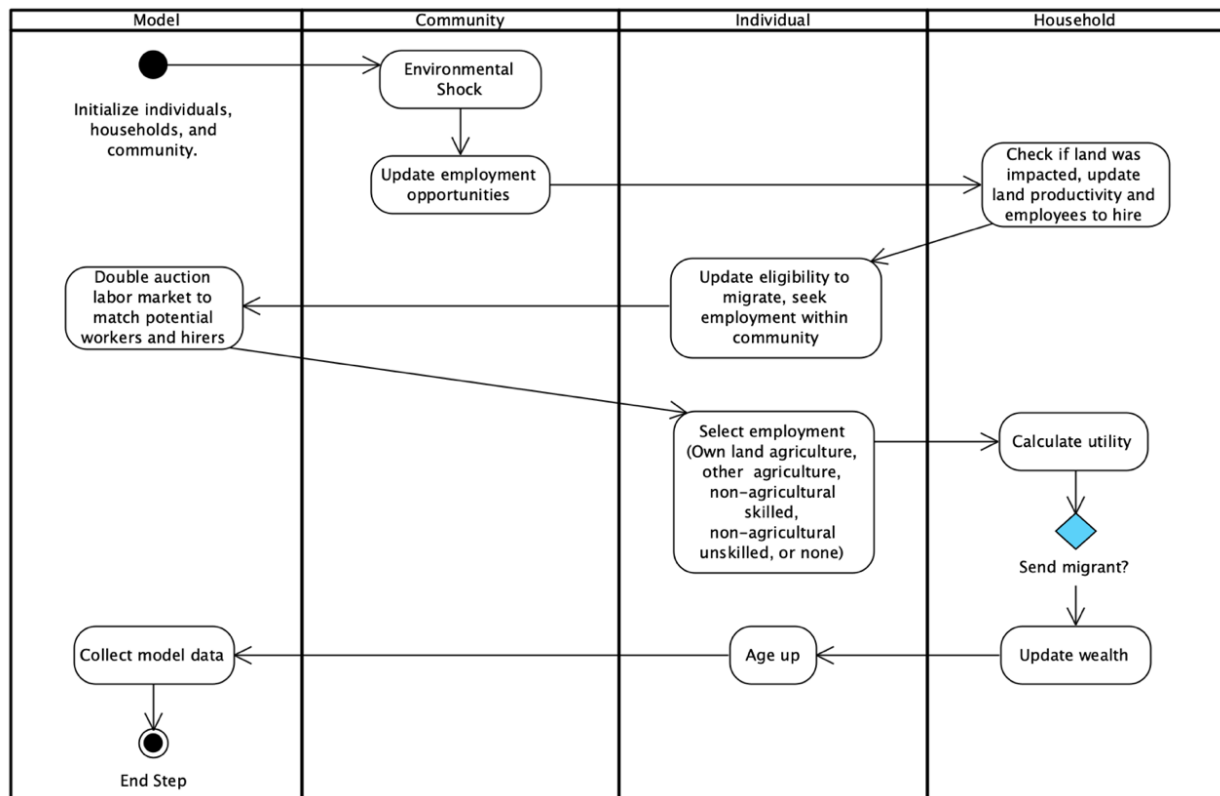 Model
Community
Individual
Household
Initialize individuals,
households, and
community.
Environmental
Shock
Update employment
opportunities
Check if land was
impacted, update
land productivity and
employees to hire
Update eligibility to
migrate, seek
employment within
community
Double auction
labor market to
match potential
workers and hirers
Select employment
(Own land agriculture,
other agriculture,
non-agricultural
skilled,
non-agricultural
unskilled, or none)
Calculate utility
Send migrant?
Update wealth
Age up
Collect model data
End Step